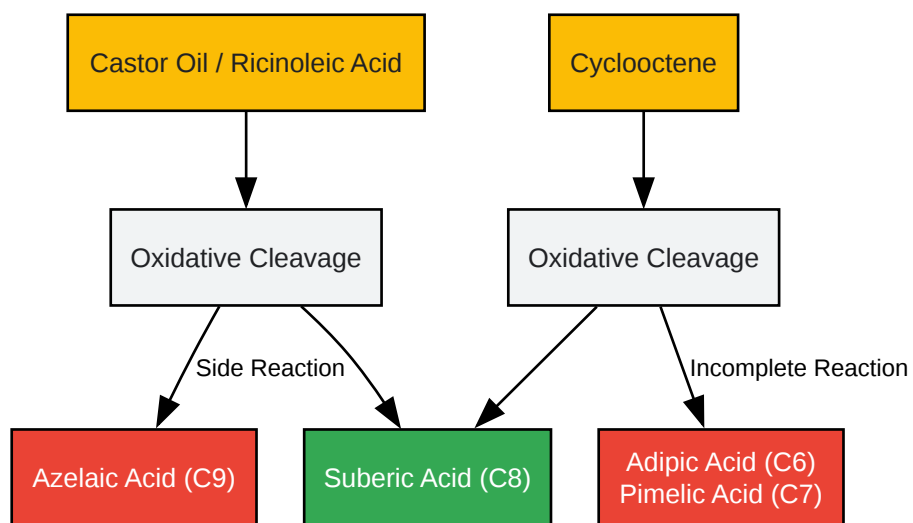 Castor Oil / Ricinoleic Acid
Cyclooctene
Oxidative Cleavage
Oxidative Cleavage
Side Reaction
Incomplete Reaction
Azelaic Acid (C9)
Suberic Acid (C8)
Adipic Acid (C6)
Pimelic Acid (C7)